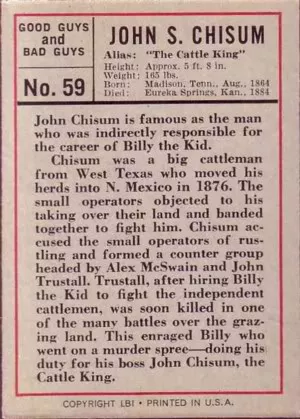 GOOD GUYS
and
BAD GUYS
No. 59
JOHN S. CHISUM
Alias: "The Cattle King"
Height: Approx. 5 ft. 8 in.
Weight: 165 lbs.
Born: Madison, Tenn., Aug., 1864
Died: Eureka Springs, Kan., 1884
John Chisum is famous as the man
who was indirectly responsible for
the career of Billy the Kid.
Chisum was a big cattleman
from West Texas who moved his
herds into N. Mexico in 1876. The
small operators objected to his
taking over their land and banded
together to fight him. Chisum ac-
cused the small operators of rus-
tling and formed a counter group
headed by Alex McSwain and John
Trustall. Trustall, after hiring Billy
the Kid to fight the independent
cattlemen, was soon killed in one
of the many battles over the graz-
ing land. This enraged Billy who
went on a murder spree—doing his
duty for his boss John Chisum, the
Cattle King.
COPYRIGHT LBI • PRINTED IN U.S.A.